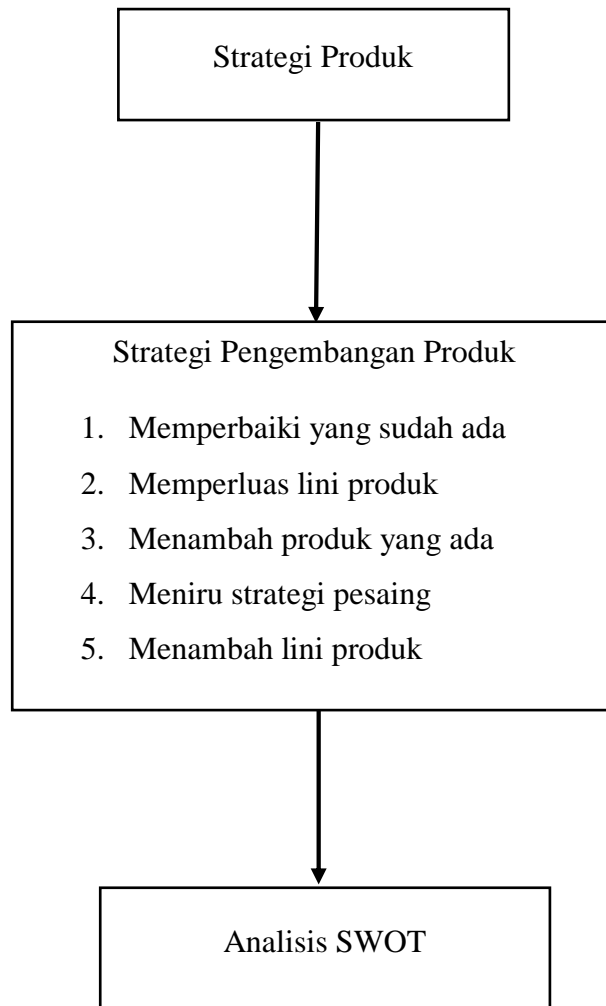 Strategi Produk
Strategi Pengembangan Produk
1. Memperbaiki yang sudah ada
2. Memperluas lini produk
3. Menambah produk yang ada
4. Meniru strategi pesaing
5. Menambah lini produk
Analisis SWOT